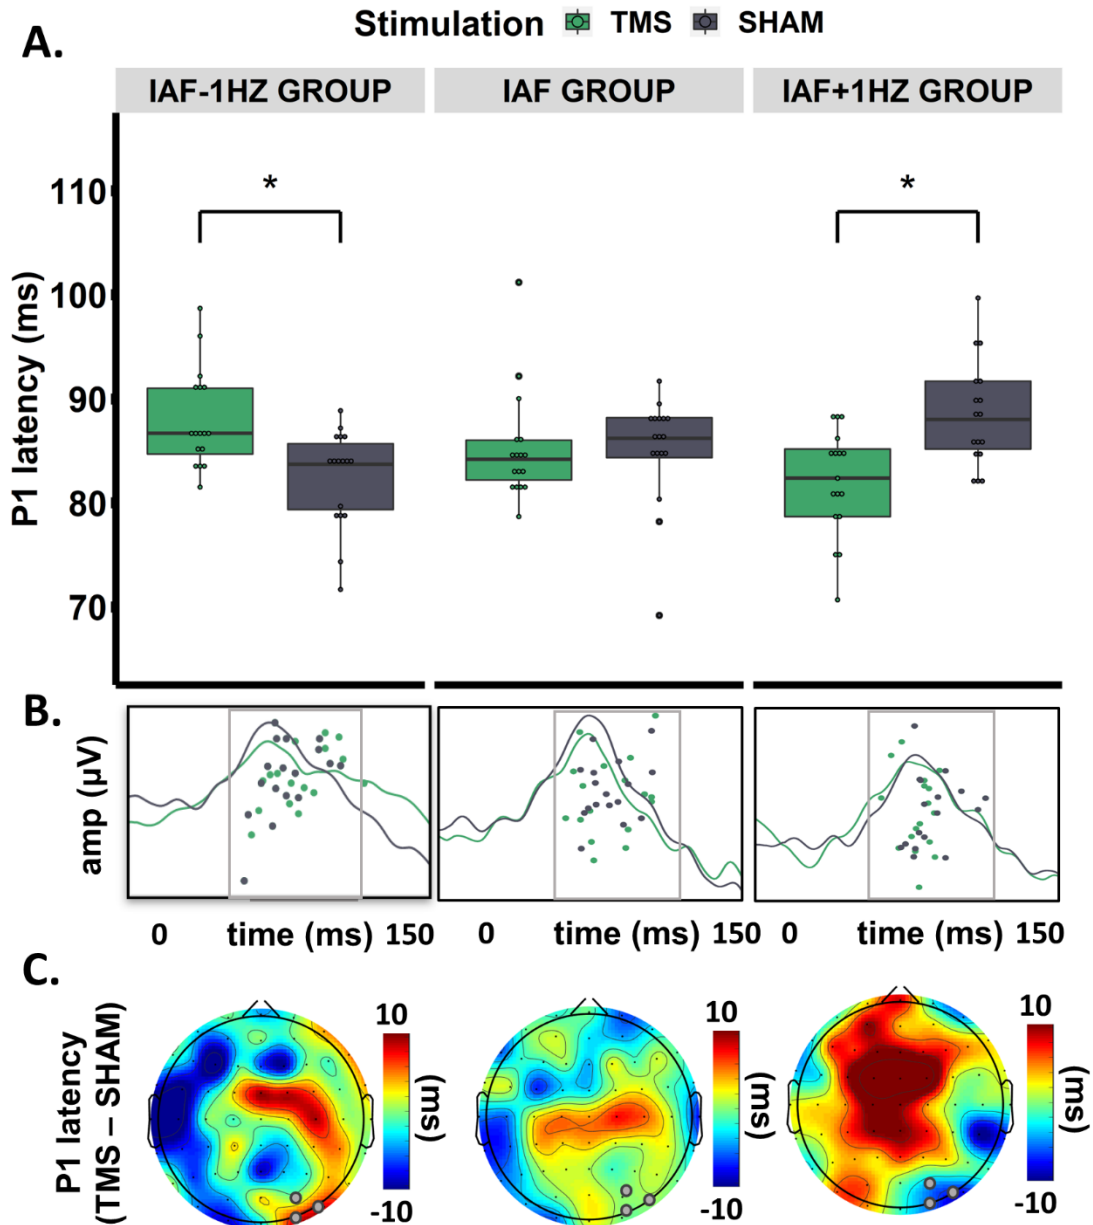 Stimulation TMS SHAM
A.
IAF-1HZ GROUP IAF GROUP IAF+1HZ GROUP
P1 latency (ms)
110
100
90
80
70
* *
B.
amp (µV)
0 time (ms) 150 0 time (ms) 150 0 time (ms) 150
C.
P1 latency
(TMS – SHAM)
10 10 10
(ms) (ms) (ms)
-10 -10 -10